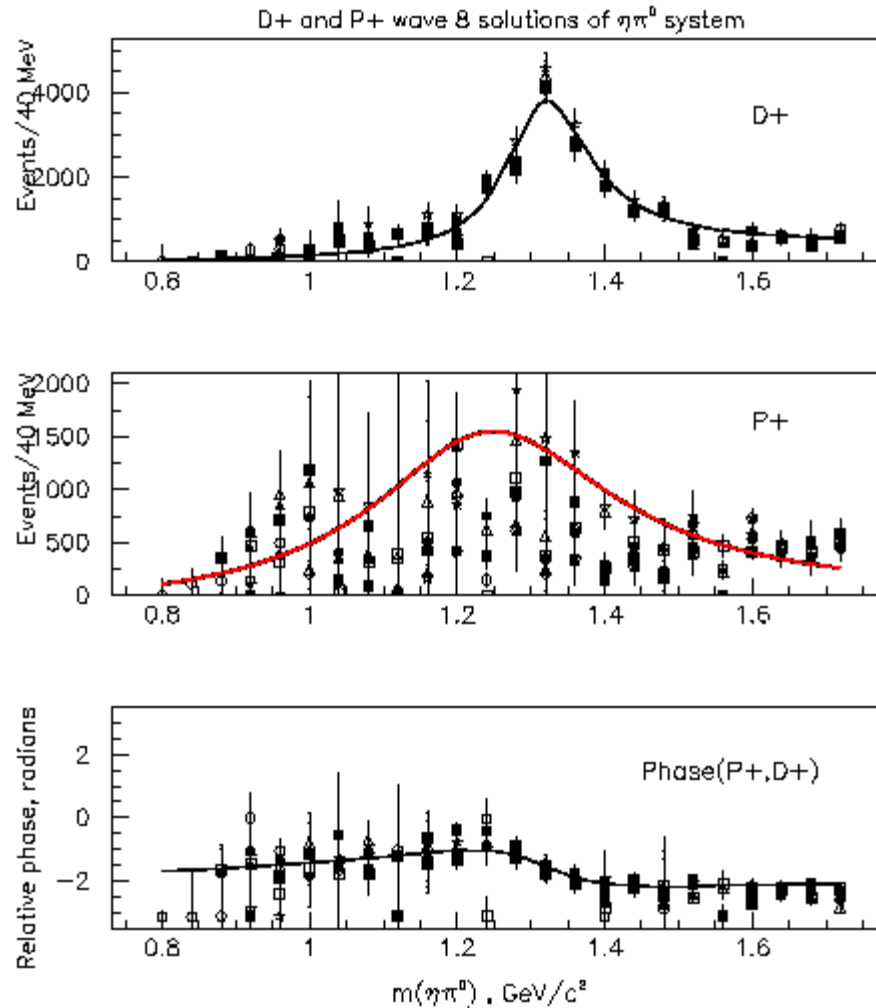 D+ and P+ wave 8 solutions of ηπ⁰ system
Events/40 MeV
4000
2000
0
D+
0.8 1 1.2 1.4 1.6
Events/40 MeV
2000
1500
1000
500
0
P+
0.8 1 1.2 1.4 1.6
Relative phase, radians
2
0
−2
Phase(P+,D+)
0.8 1 1.2 1.4 1.6
m(ηπ⁰) , GeV/c²